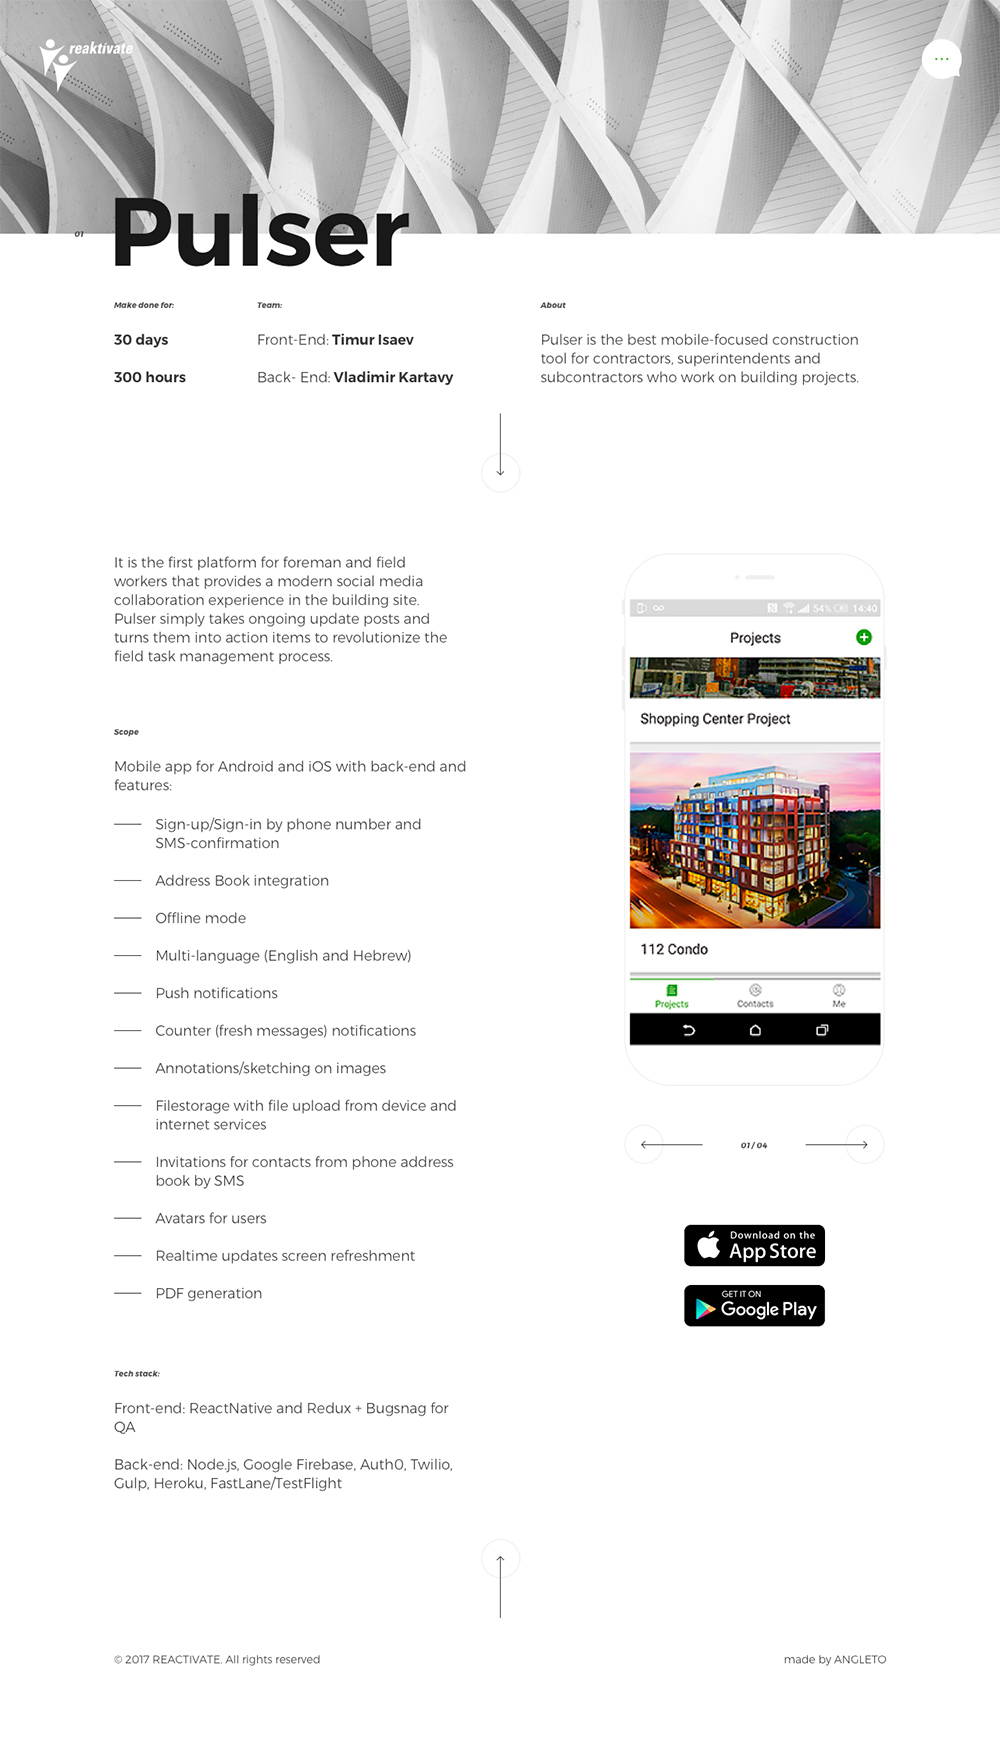 reaktivate
01
Pulser
Make done for:
30 days
300 hours
Team:
Front-End: Timur Isaev
Back- End: Vladimir Kartavy
About
Pulser is the best mobile-focused construction
tool for contractors, superintendents and
subcontractors who work on building projects.
It is the first platform for foreman and field
workers that provides a modern social media
collaboration experience in the building site.
Pulser simply takes ongoing update posts and
turns them into action items to revolutionize the
field task management process.
Scope
Mobile app for Android and iOS with back-end and
features:
Sign-up/Sign-in by phone number and
SMS-confirmation
Address Book integration
Offline mode
Multi-language (English and Hebrew)
Push notifications
Counter (fresh messages) notifications
Annotations/sketching on images
Filestorage with file upload from device and
internet services
Invitations for contacts from phone address
book by SMS
Avatars for users
Realtime updates screen refreshment
PDF generation
Tech stack:
Front-end: ReactNative and Redux + Bugsnag for
QA
Back-end: Node.js, Google Firebase, Auth0, Twilio,
Gulp, Heroku, FastLane/TestFlight
54% 14:40
Projects
Shopping Center Project
112 Condo
Projects Contacts Me
01 / 04
Download on the
App Store
GET IT ON
Google Play
© 2017 REACTIVATE. All rights reserved
made by ANGLETO